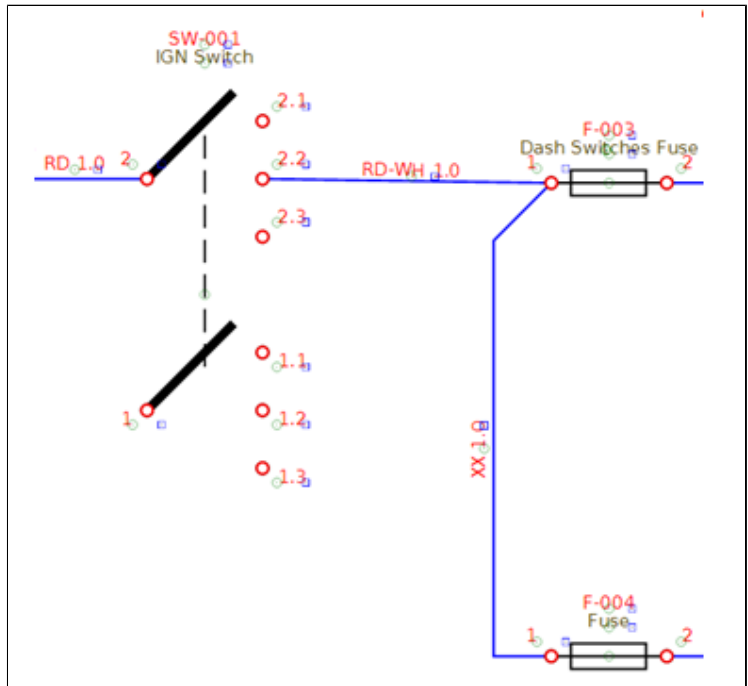 SW-001
IGN Switch
2.1
F-003
Dash Switches Fuse
RD 1.0
2
2.2
RD-WH 1.0
1
2
2.3
1.1
1
1.2
XX 1.0
1.3
F-004
Fuse
1
2